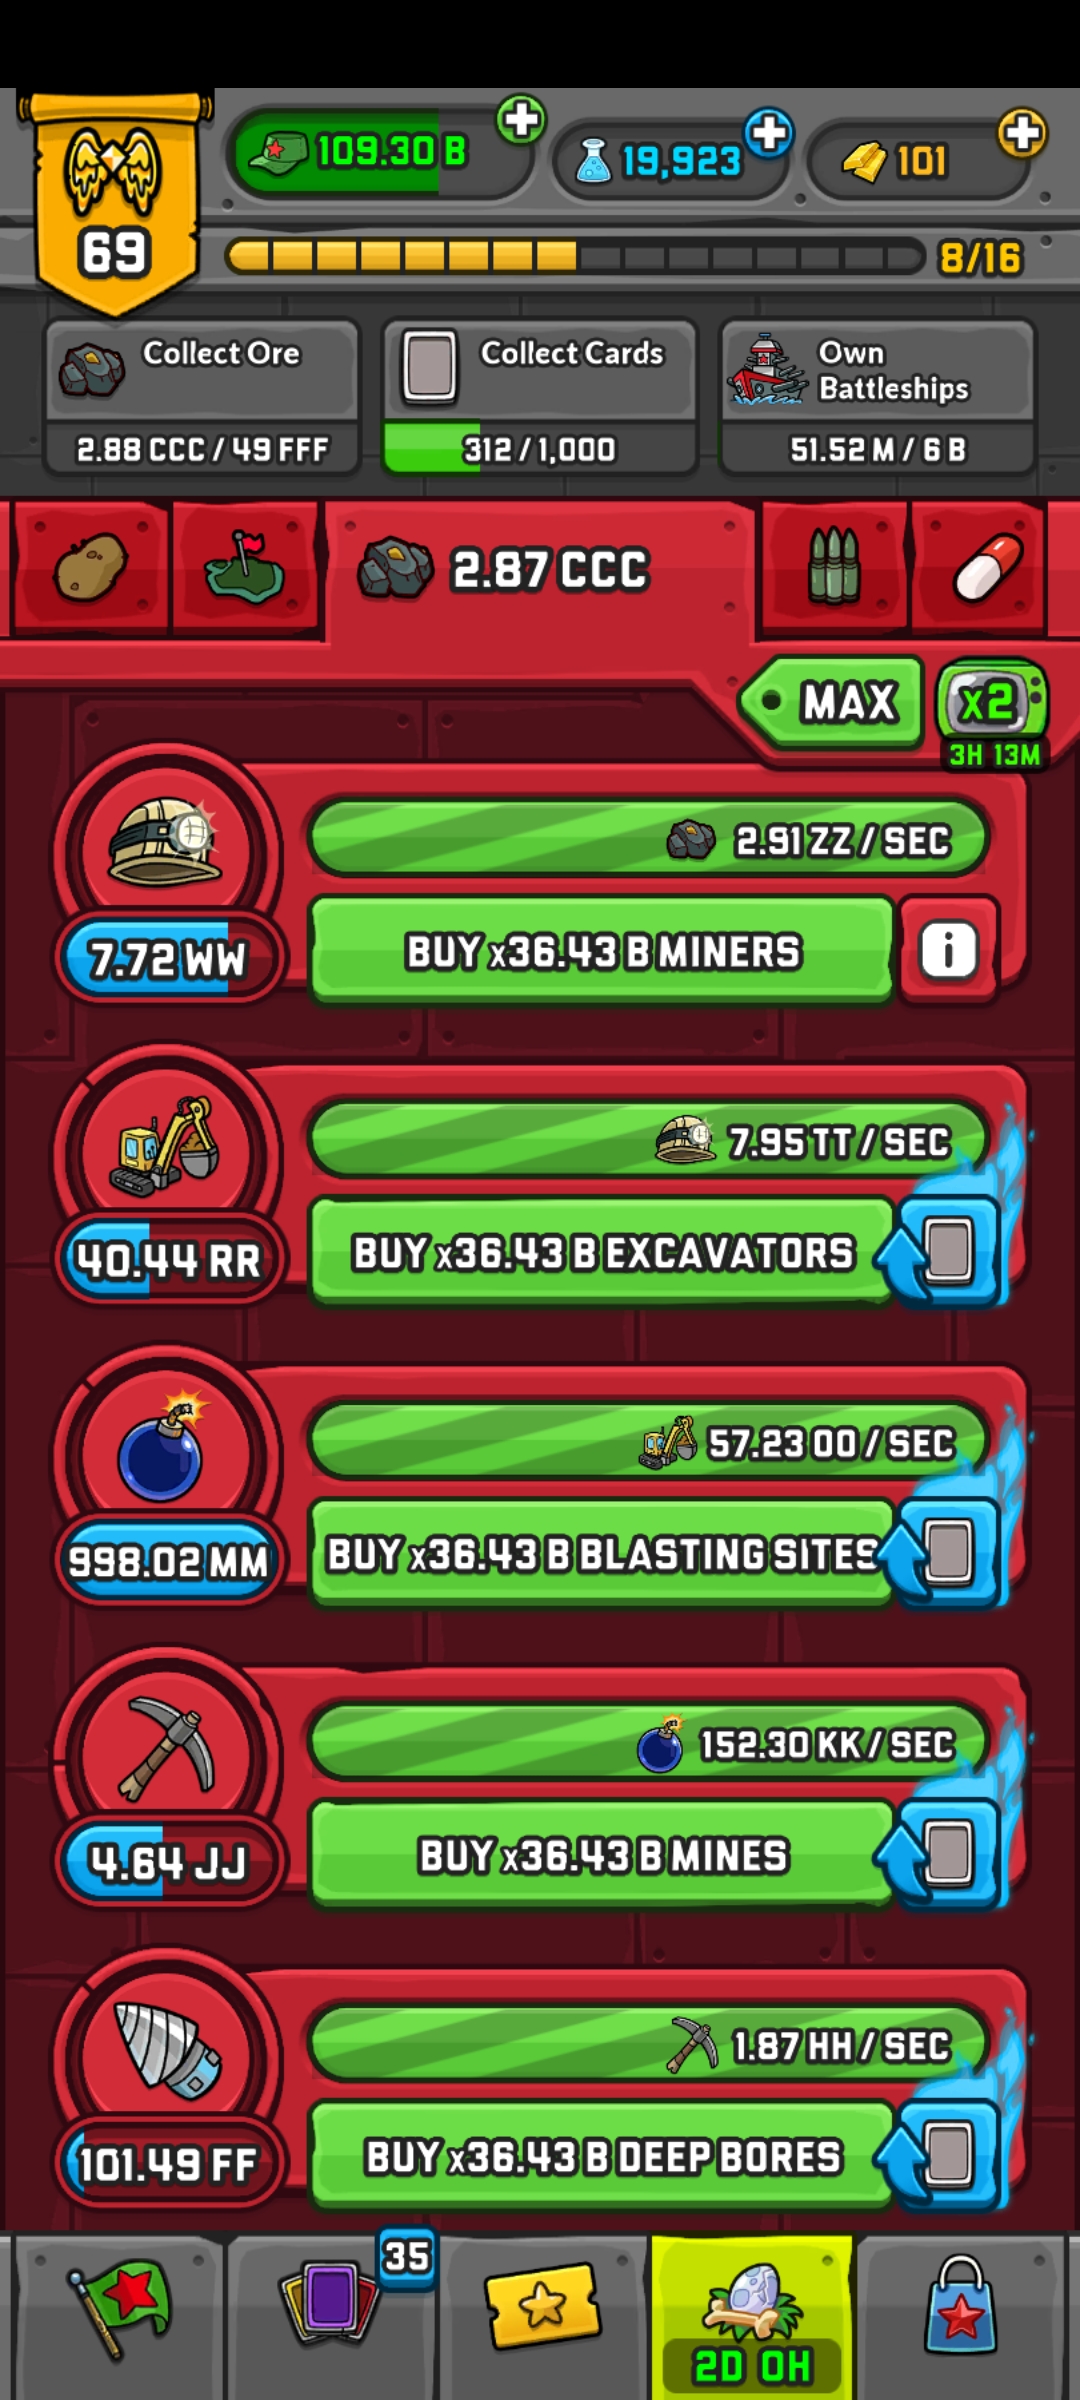 109.30 B
19,923
101
69
8/16
Collect Ore
Collect Cards
Own
Battleships
2.88 CCC / 49 FFF
312 / 1,000
51.52 M / 6 B
2.87 CCC
MAX
x2
3H 13M
2.91 ZZ / SEC
7.72 WW
BUY x36.43 B MINERS
i
7.95 TT / SEC
40.44 RR
BUY x36.43 B EXCAVATORS
57.23 OO / SEC
998.02 MM
BUY x36.43 B BLASTING SITES
152.30 KK / SEC
4.64 JJ
BUY x36.43 B MINES
1.87 HH / SEC
101.49 FF
BUY x36.43 B DEEP BORES
35
2D 0H